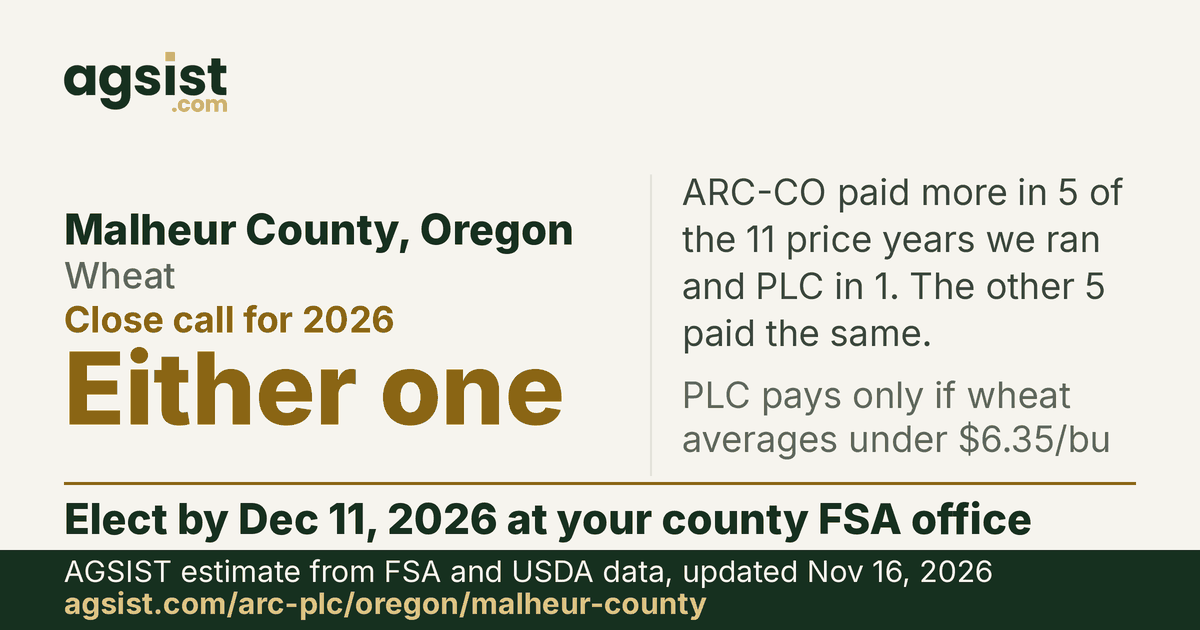 agsist
.com
Malheur County, Oregon
Wheat
Close call for 2026
Either one
ARC-CO paid more in 5 of
the 11 price years we ran
and PLC in 1. The other 5
paid the same.
PLC pays only if wheat
averages under $6.35/bu
Elect by Dec 11, 2026 at your county FSA office
AGSIST estimate from FSA and USDA data, updated Nov 16, 2026
agsist.com/arc-plc/oregon/malheur-county